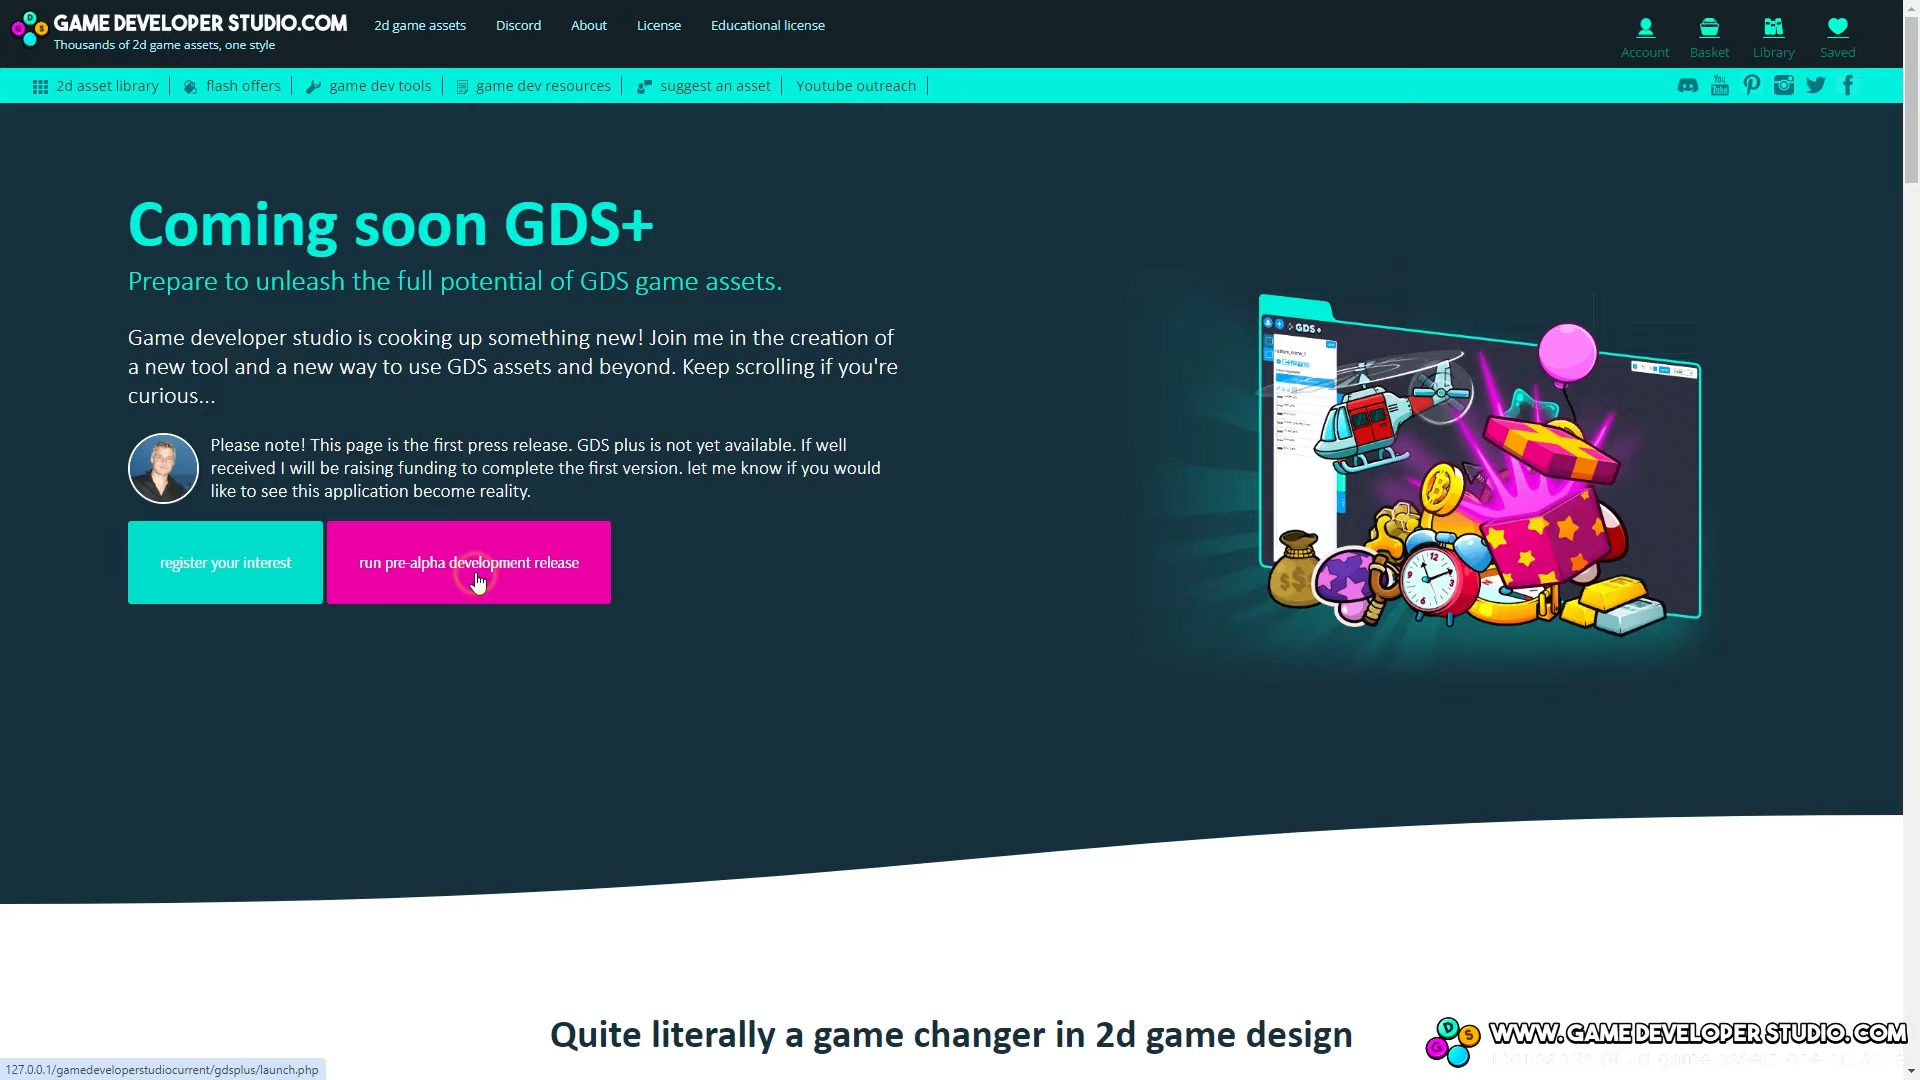 GAME DEVELOPER STUDIO.COM
Thousands of 2d game assets, one style
2d game assets
Discord
About
License
Educational license
Account
Basket
Library
Saved
2d asset library
flash offers
game dev tools
game dev resources
suggest an asset
Youtube outreach
Coming soon GDS+
Prepare to unleash the full potential of GDS game assets.
Game developer studio is cooking up something new! Join me in the creation of
a new tool and a new way to use GDS assets and beyond. Keep scrolling if you're
curious...
Please note! This page is the first press release. GDS plus is not yet available. If well
received I will be raising funding to complete the first version. let me know if you would
like to see this application become reality.
register your interest
run pre-alpha development release
GDS+
Quite literally a game changer in 2d game design
WWW.GAMEDEVELOPERSTUDIO.COM
127.0.0.1/gamedeveloperstudiocurrent/gdsplus/launch.php